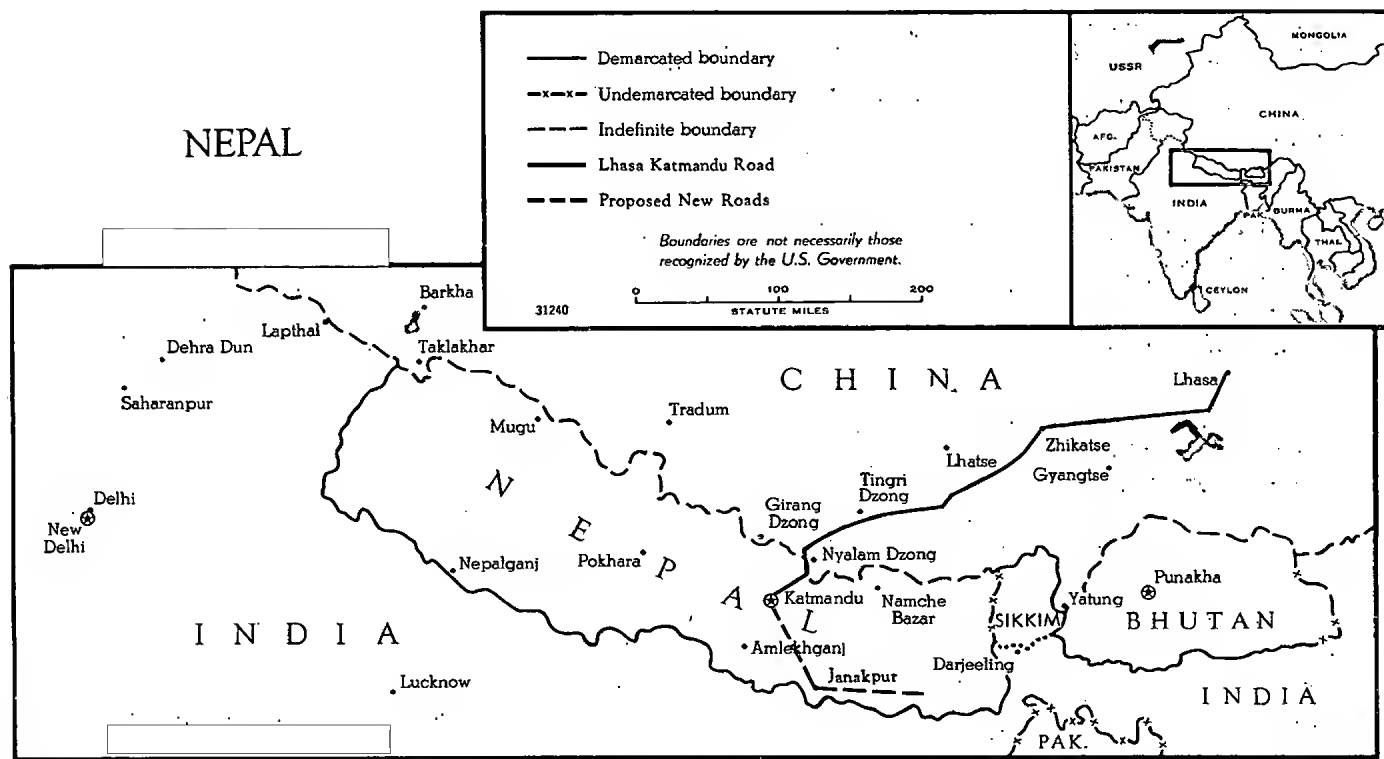 NEPAL
Demarcated boundary
Undemarcated boundary
Indefinite boundary
Lhasa Katmandu Road
Proposed New Roads
Boundaries are not necessarily those
recognized by the U.S. Government.
0 100 200
STATUTE MILES
31240
MONGOLIA
USSR
CHINA
AFG.
PAKISTAN
INDIA
PAK.
BURMA
THAI.
CEYLON
Barkha
Lapthal
Dehra Dun
Taklakhar
Saharanpur
CHINA
Lhasa
Mugu
Tradum
Zhikatse
Lhatse
Gyangtse
Tingri
Dzong
Delhi
New
Delhi
Girang
Dzong
NEPAL
Nyalam Dzong
Nepalganj
Pokhara
Punakha
Katmandu
Namche
Bazar
Yatung
SIKKIM
BHUTAN
INDIA
Amlekhganj
Darjeeling
Janakpur
Lucknow
INDIA
PAK.